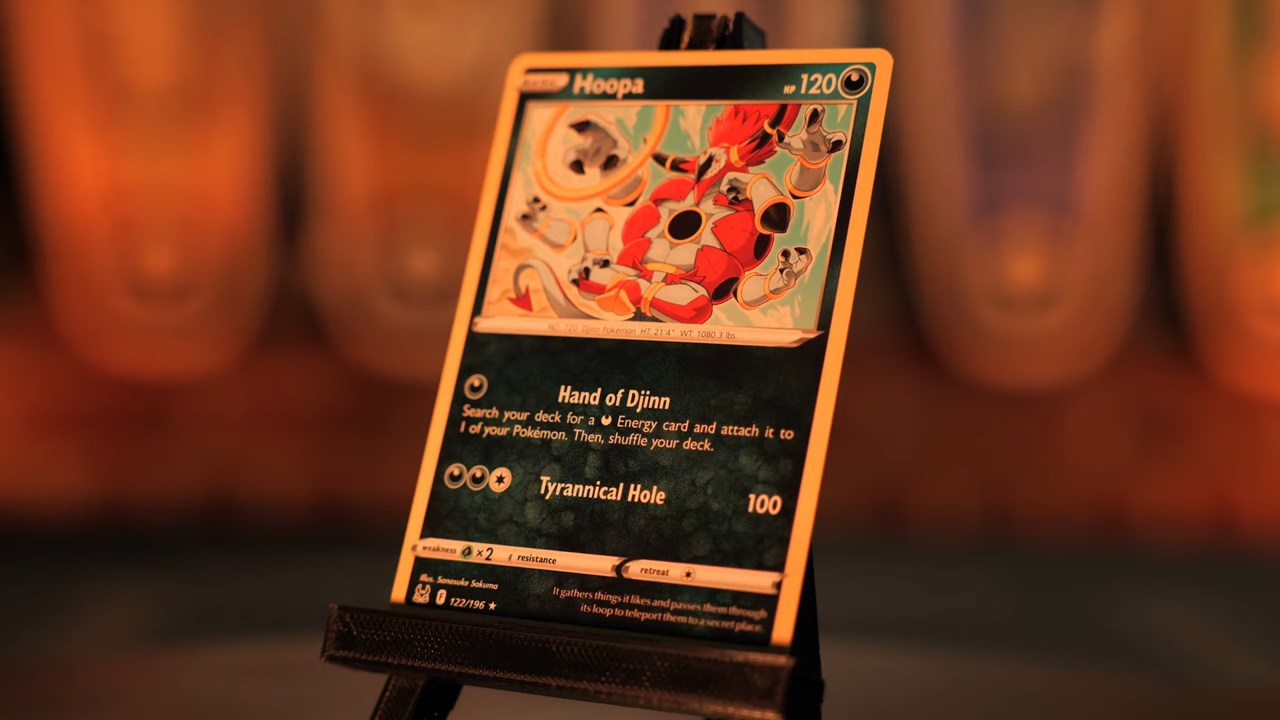 BASIC
Hoopa
HP 120
NO. 720 Djinn Pokémon HT: 21'4" WT: 1080.3 lbs.
Hand of Djinn
Search your deck for a Energy card and attach it to
1 of your Pokémon. Then, shuffle your deck.
Tyrannical Hole 100
weakness ×2 resistance retreat
Illus. Sanosuke Sakuma
F 122/196 ★
It gathers things it likes and passes them through
its loop to teleport them to a secret place.